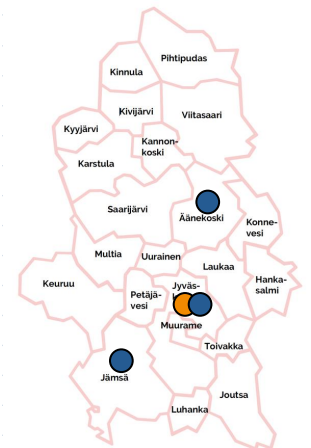 Pihtipudas
Kinnula
Kivijärvi
Viitasaari
Kyyjärvi
Kannon-
koski
Karstula
Saarijärvi
Äänekoski
Konne-
vesi
Multia
Uurainen
Laukaa
Keuruu
Hanka-
salmi
Petäjä-
vesi
Jyväs-
Muurame
Toivakka
Jämsä
Joutsa
Luhanka